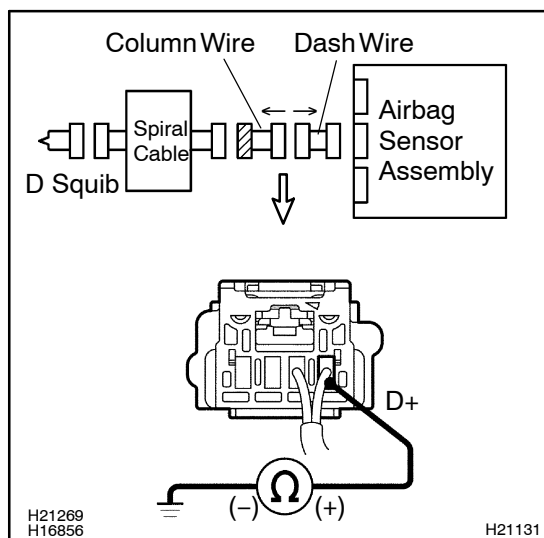 Column Wire
Dash Wire
Spiral
Cable
Airbag
Sensor
Assembly
D Squib
D+
(-)
Ω
(+)
H21269
H16856
H21131